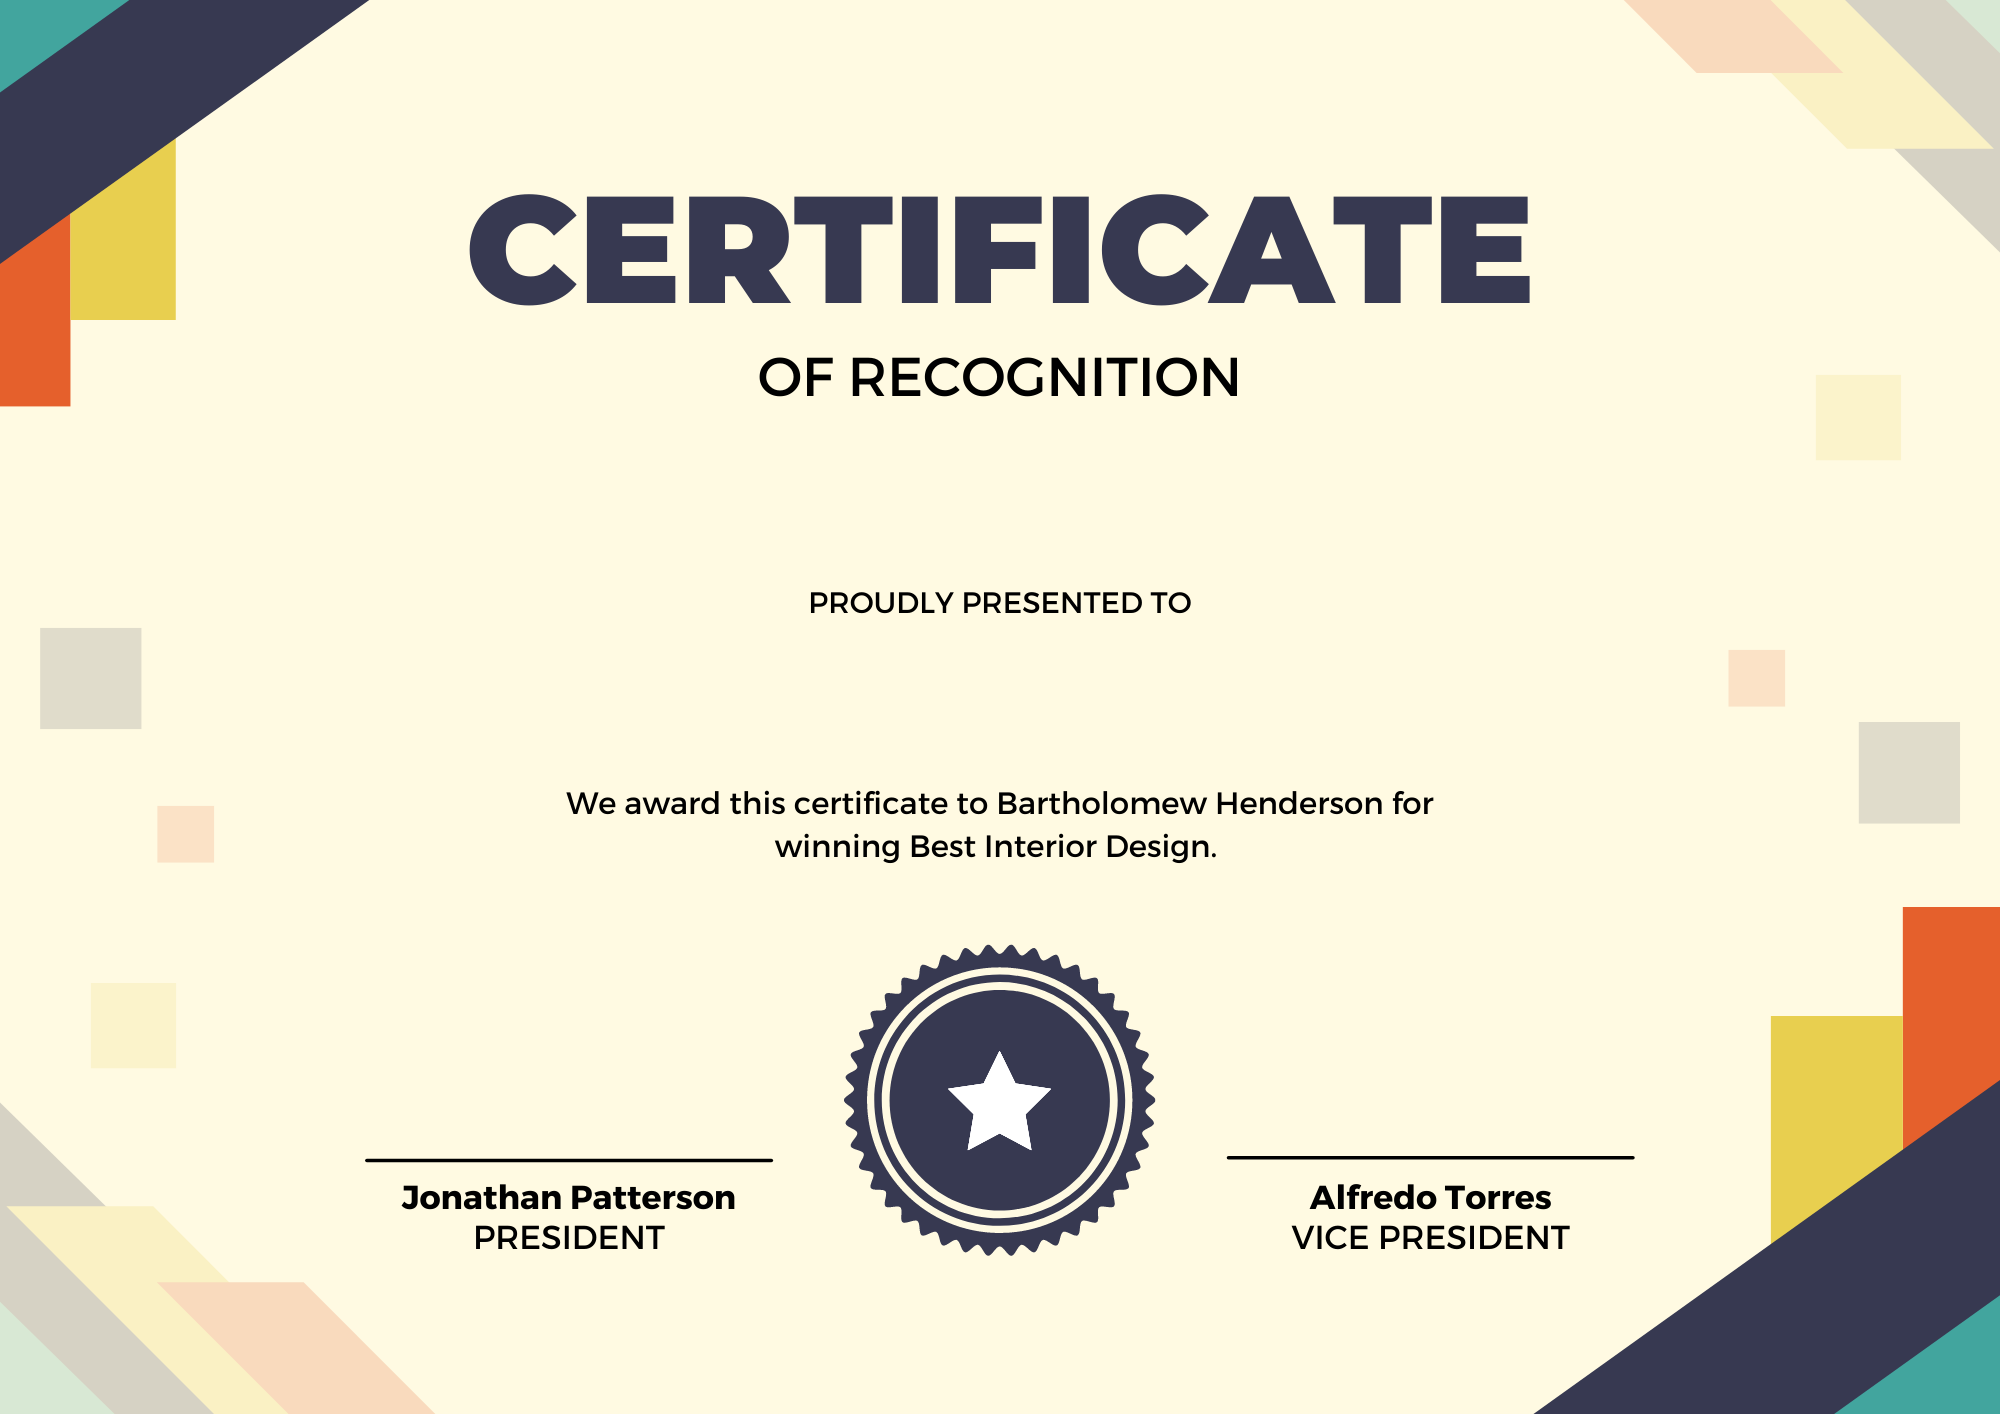 CERTIFICATE
OF RECOGNITION
PROUDLY PRESENTED TO
We award this certificate to Bartholomew Henderson for
winning Best Interior Design.
Jonathan Patterson
PRESIDENT
Alfredo Torres
VICE PRESIDENT